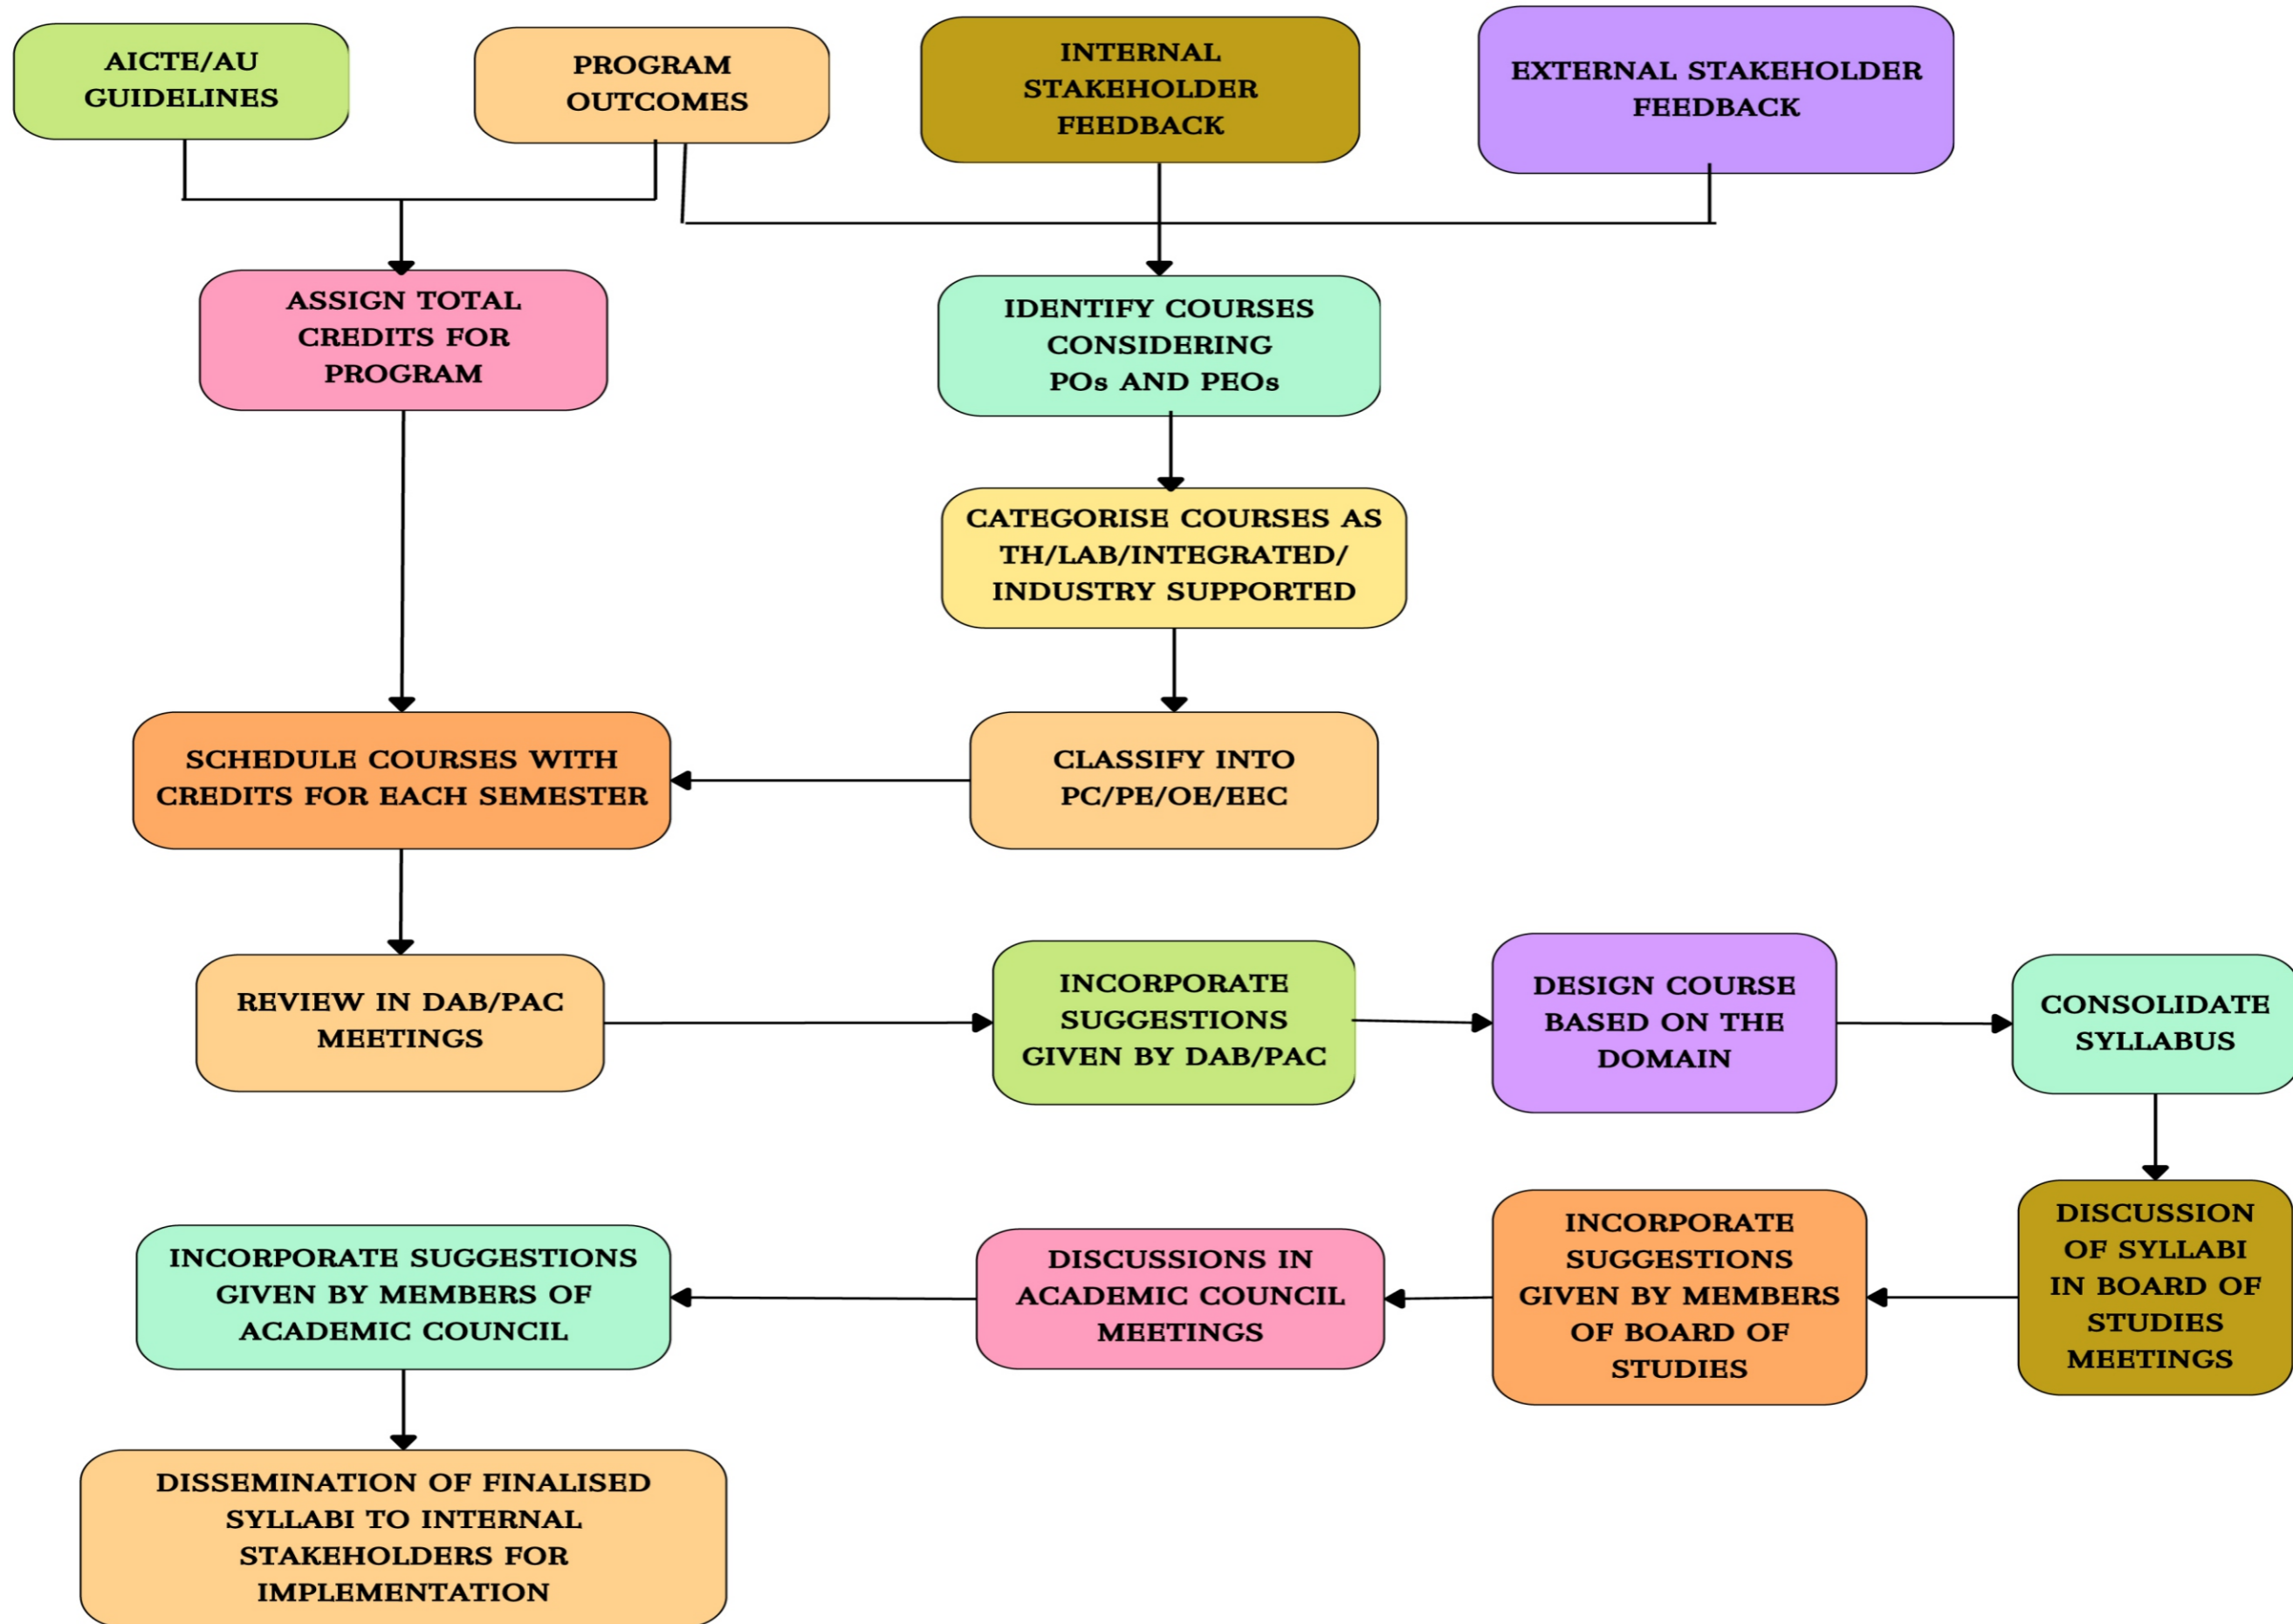 AICTE/AU
GUIDELINES
PROGRAM
OUTCOMES
INTERNAL
STAKEHOLDER
FEEDBACK
EXTERNAL STAKEHOLDER
FEEDBACK
ASSIGN TOTAL
CREDITS FOR
PROGRAM
IDENTIFY COURSES
CONSIDERING
POs AND PEOs
CATEGORISE COURSES AS
TH/LAB/INTEGRATED/
INDUSTRY SUPPORTED
SCHEDULE COURSES WITH
CREDITS FOR EACH SEMESTER
CLASSIFY INTO
PC/PE/OE/EEC
REVIEW IN DAB/PAC
MEETINGS
INCORPORATE
SUGGESTIONS
GIVEN BY DAB/PAC
DESIGN COURSE
BASED ON THE
DOMAIN
CONSOLIDATE
SYLLABUS
DISCUSSION
OF SYLLABI
IN BOARD OF
STUDIES
MEETINGS
INCORPORATE
SUGGESTIONS
GIVEN BY MEMBERS
OF BOARD OF
STUDIES
DISCUSSIONS IN
ACADEMIC COUNCIL
MEETINGS
INCORPORATE SUGGESTIONS
GIVEN BY MEMBERS OF
ACADEMIC COUNCIL
DISSEMINATION OF FINALISED
SYLLABI TO INTERNAL
STAKEHOLDERS FOR
IMPLEMENTATION